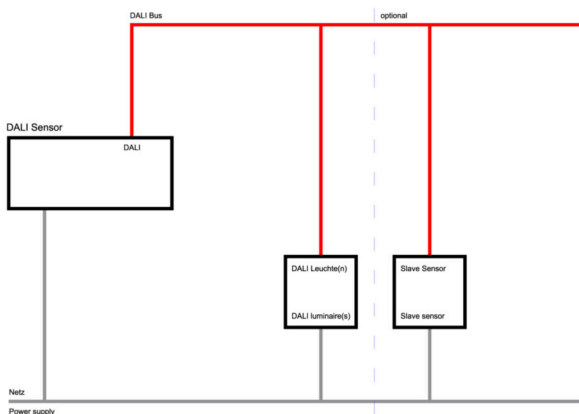 DALI Bus
optional
DALI Sensor
DALI
DALI Leuchte(n)
DALI luminaire(s)
Slave Sensor
Slave sensor
Netz
Power supply